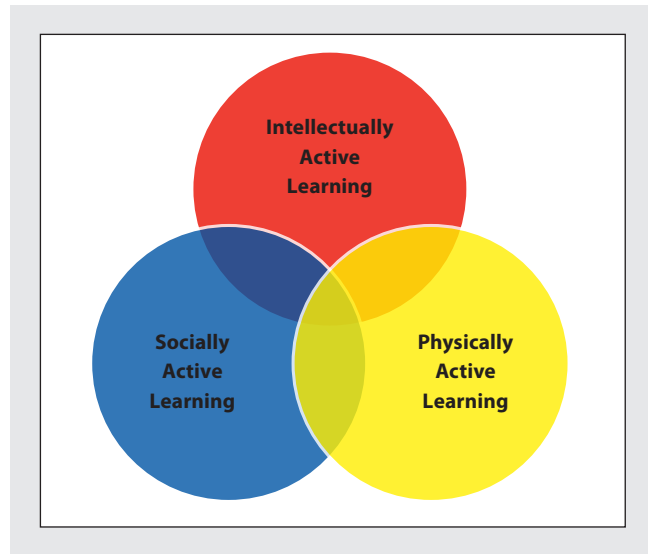 Intellectually
Active
Learning
Socially
Active
Learning
Physically
Active
Learning